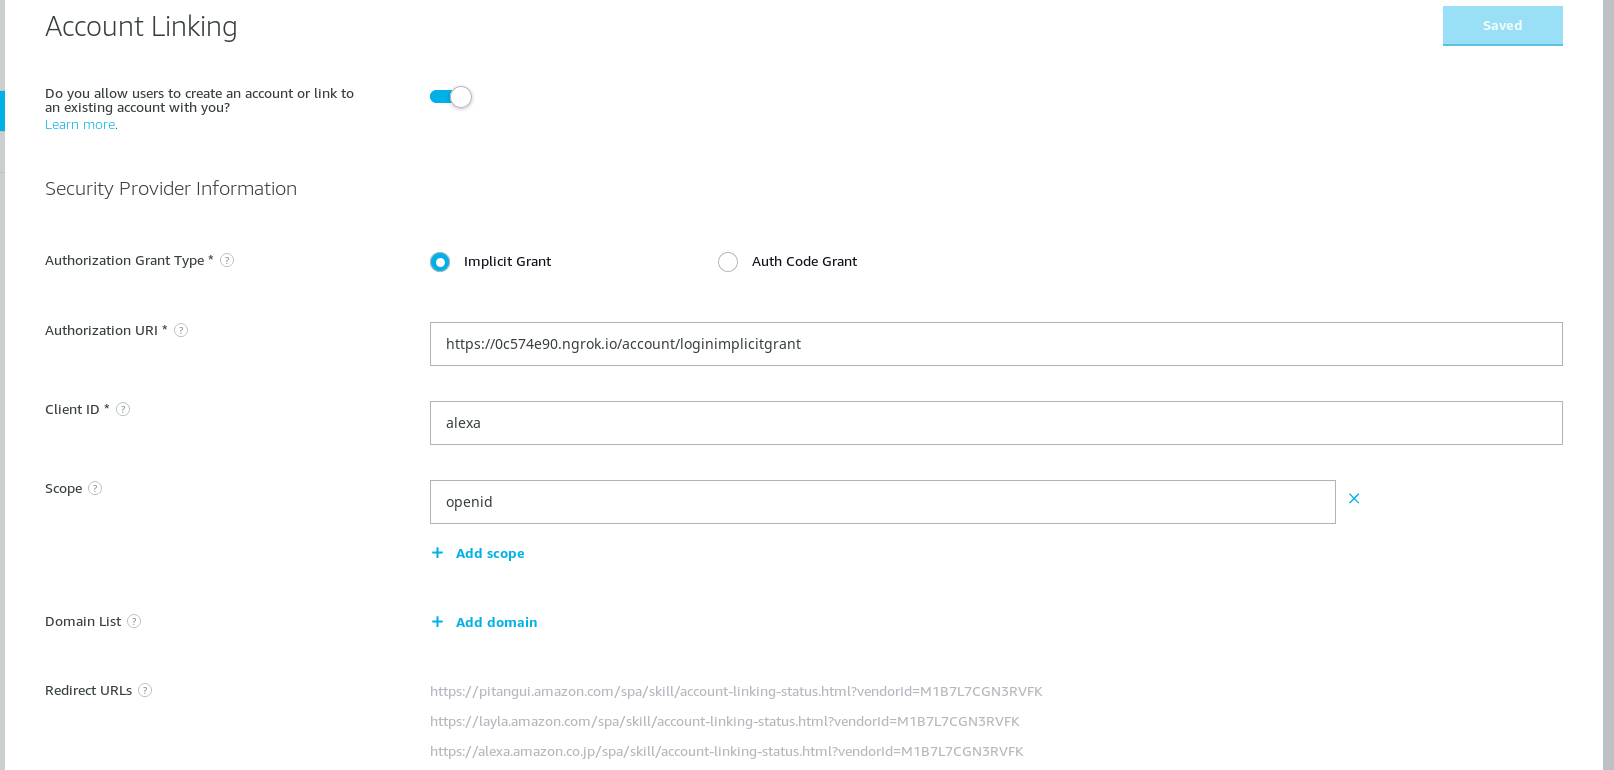 Account Linking
Saved
Do you allow users to create an account or link to
an existing account with you?
Learn more.
Security Provider Information
Authorization Grant Type * ?
Implicit Grant
Auth Code Grant
Authorization URI * ?
https://0c574e90.ngrok.io/account/loginimplicitgrant
Client ID * ?
alexa
Scope ?
openid
+ Add scope
Domain List ?
+ Add domain
Redirect URLs ?
https://pitangui.amazon.com/spa/skill/account-linking-status.html?vendorId=M1B7L7CGN3RVFK
https://layla.amazon.com/spa/skill/account-linking-status.html?vendorId=M1B7L7CGN3RVFK
https://alexa.amazon.co.jp/spa/skill/account-linking-status.html?vendorId=M1B7L7CGN3RVFK